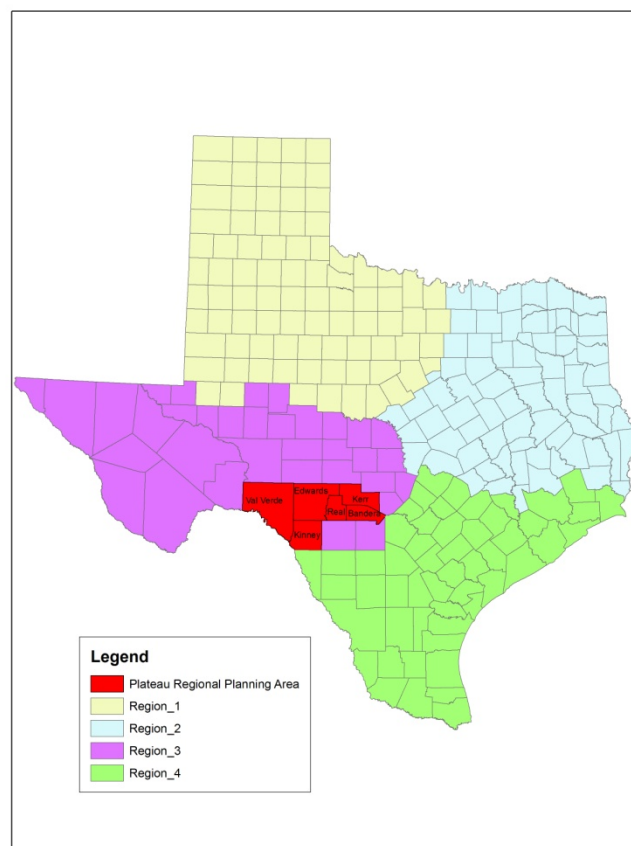 Edwards
Val Verde
Kerr
Real
Bandera
Kinney
Legend
Plateau Regional Planning Area
Region_1
Region_2
Region_3
Region_4